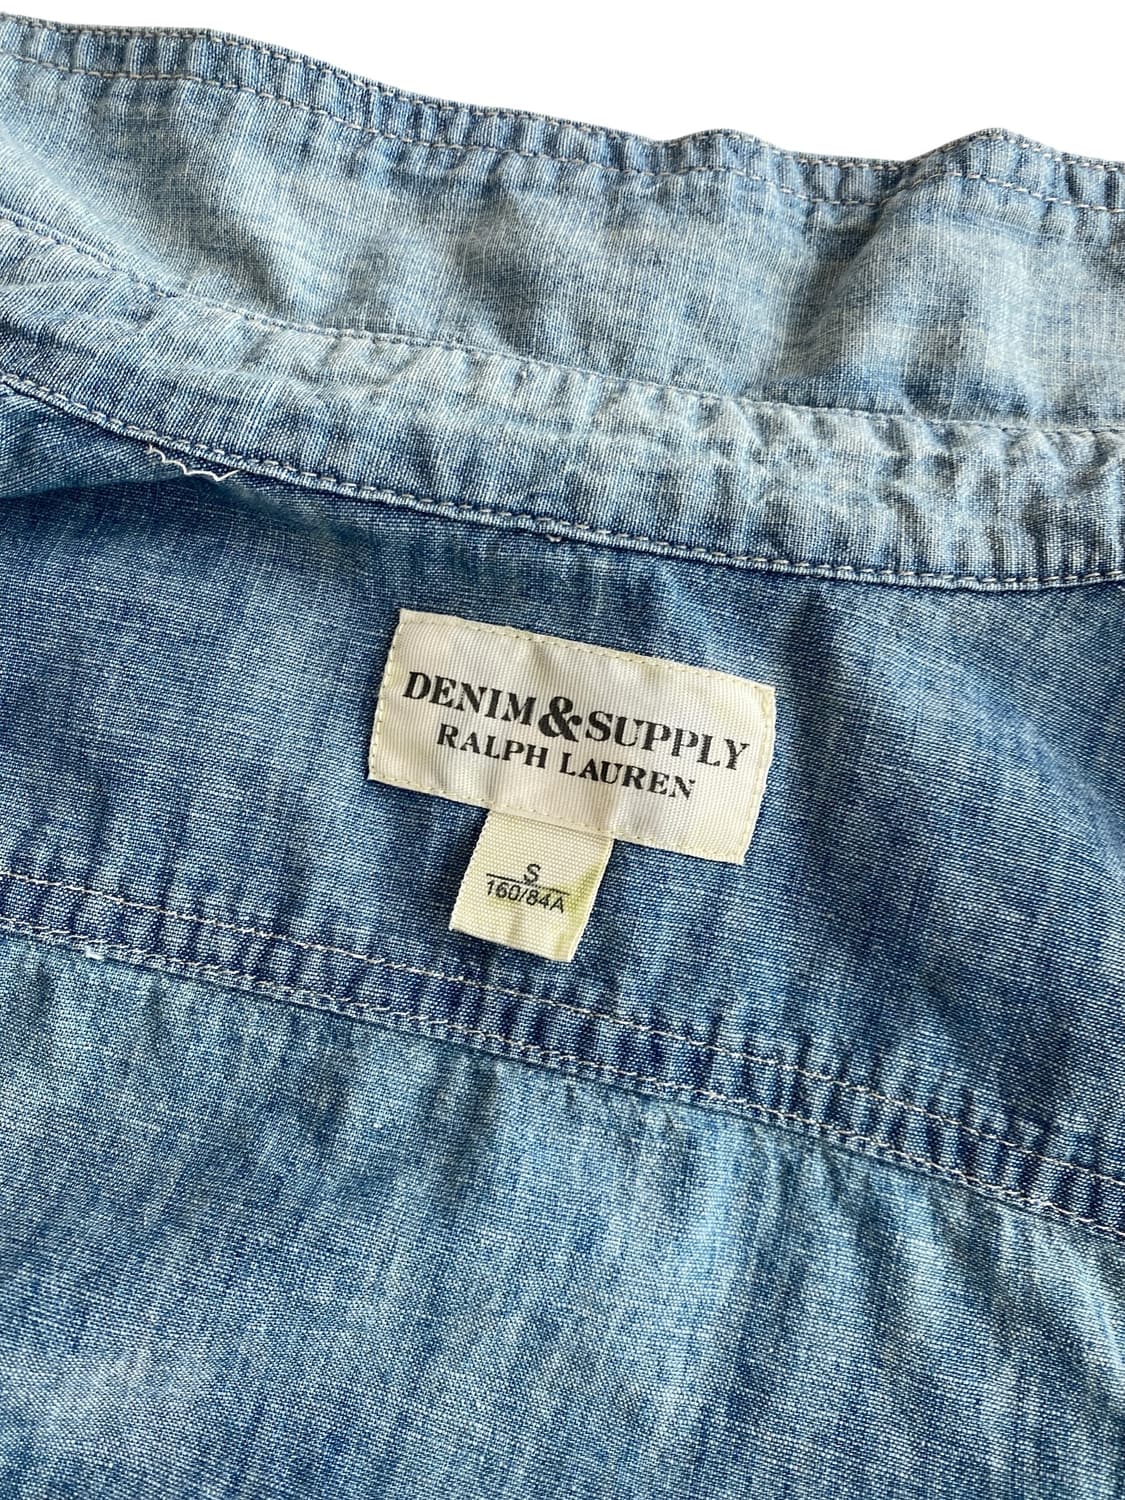 DENIM&SUPPLY
RALPH LAUREN
S
160/84A